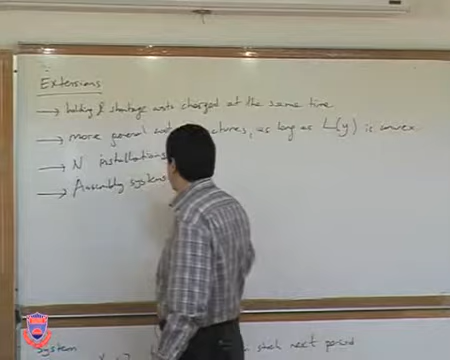 Extensions
→ holding & shortage costs charged at the same time
→ more general cost structures, as long as L(y) is convex
→ N installations
→ Assembly systems
System stock next period